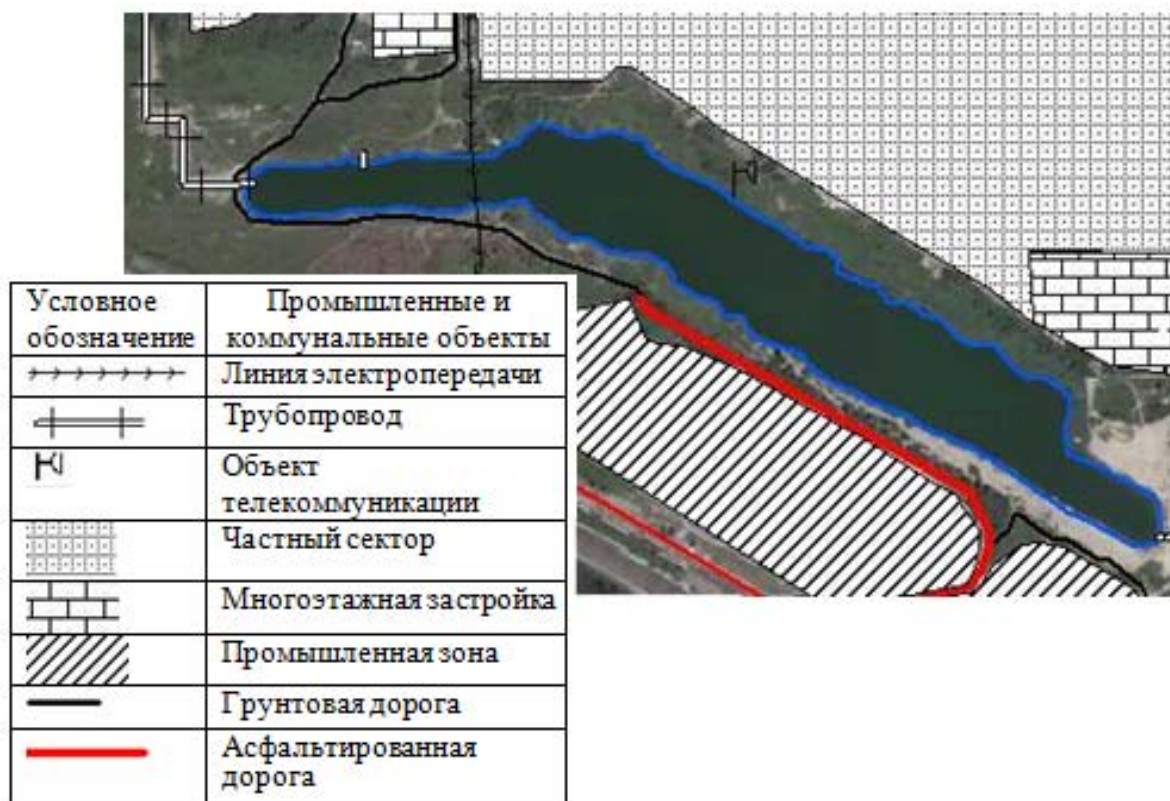 Условное
обозначение
Промышленные и
коммунальные объекты
Линия электропередачи
Трубопровод
Объект
телекоммуникации
Частный сектор
Многоэтажная застройка
Промышленная зона
Грунтовая дорога
Асфальтированная
дорога